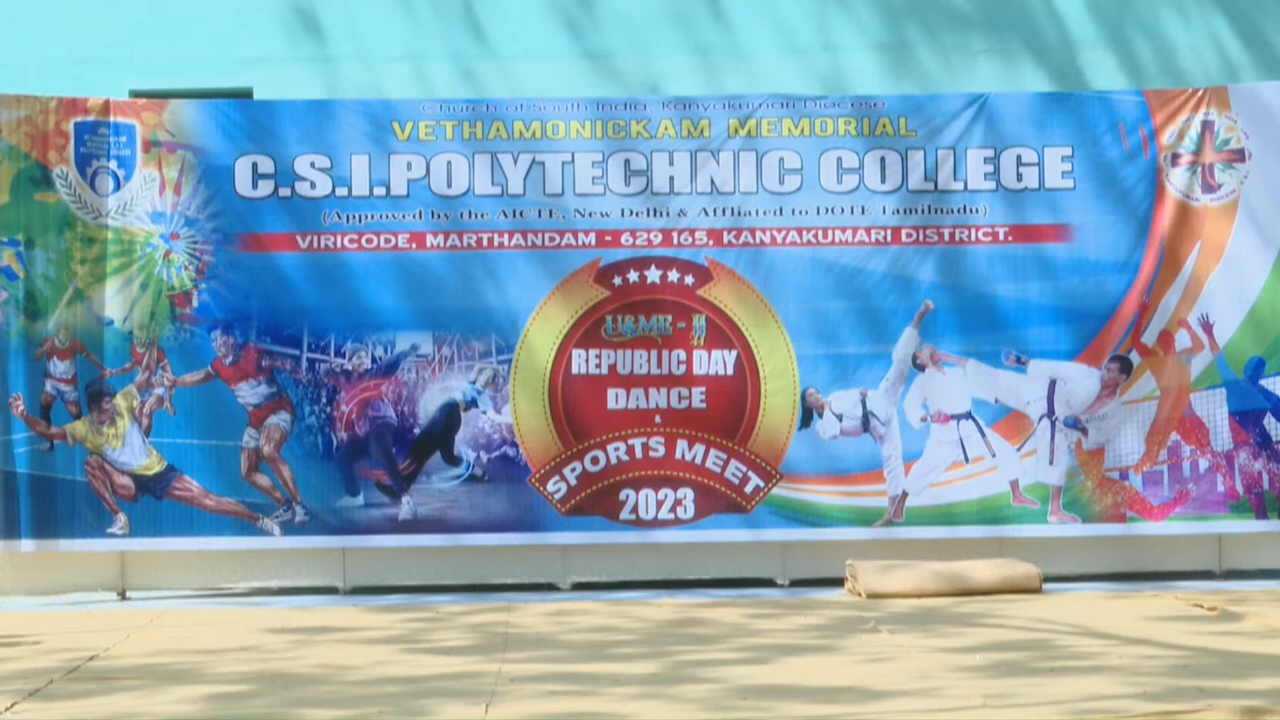 Church of South India, Kanyakumari Diocese
VETHAMONICKAM MEMORIAL
C.S.I.POLYTECHNIC COLLEGE
(Approved by the AICTE, New Delhi & Affliated to DOTE Tamilnadu)
VIRICODE, MARTHANDAM - 629 165, KANYAKUMARI DISTRICT.
REPUBLIC DAY
DANCE
&
SPORTS MEET
2023